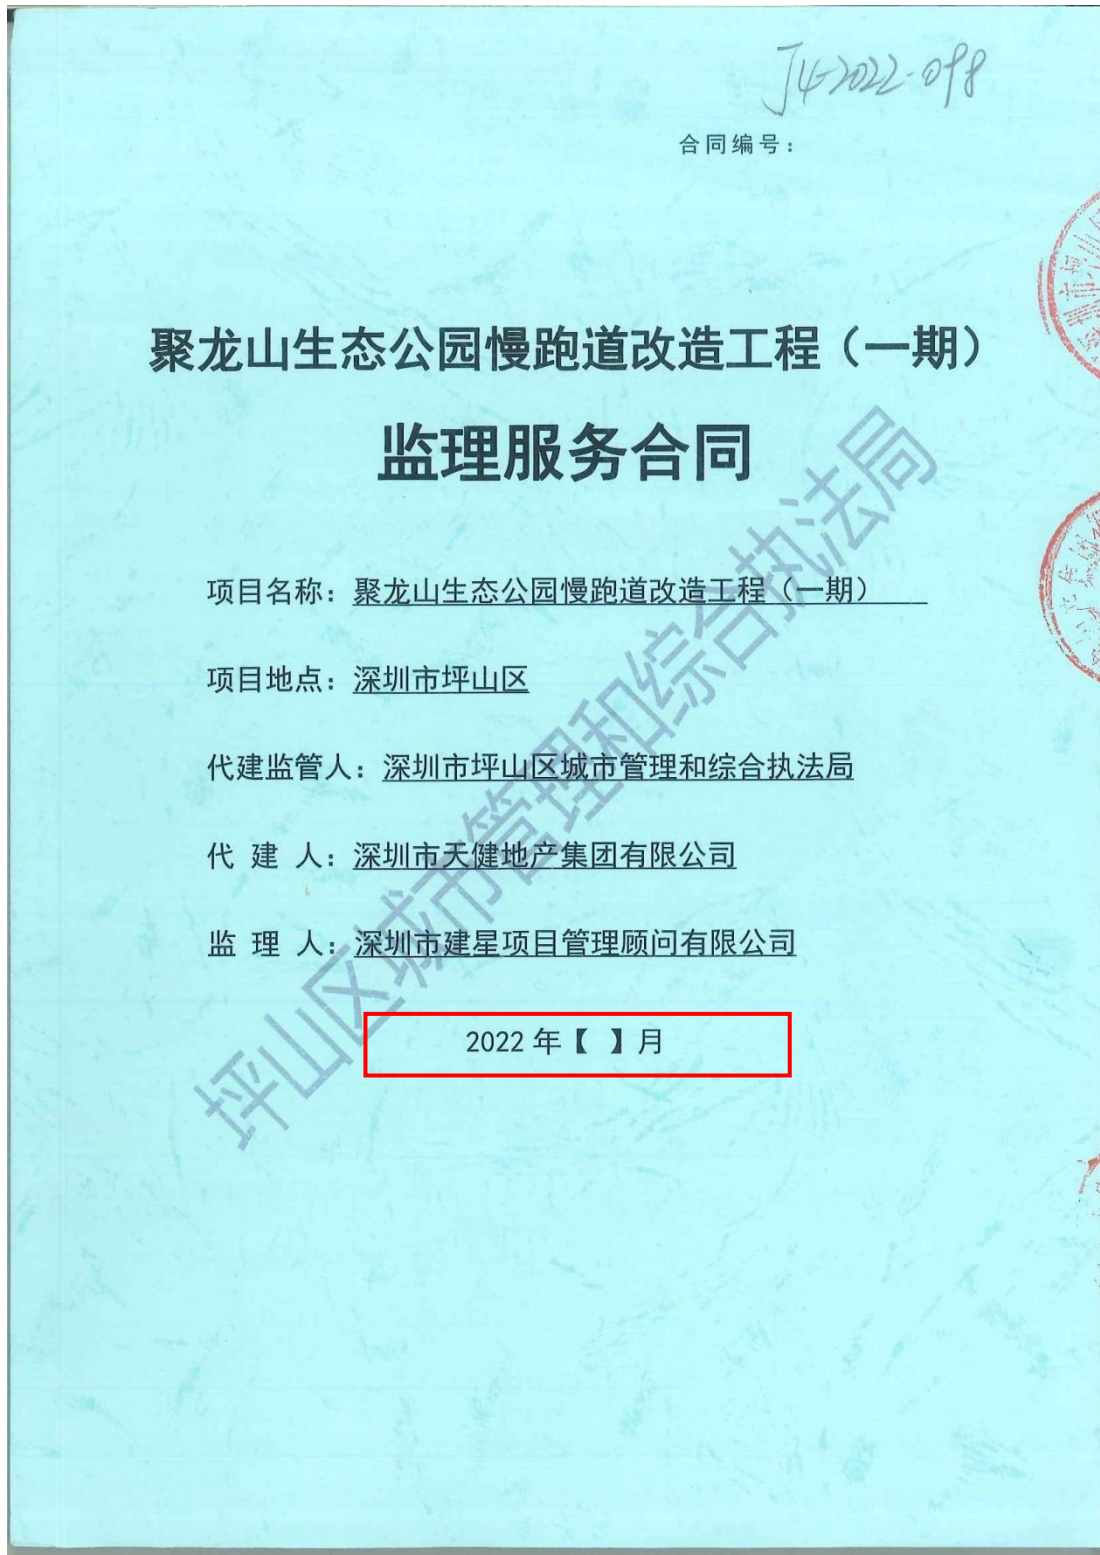 J4-2022-098
合同编号：
聚龙山生态公园慢跑道改造工程（一期）
监理服务合同
项目名称：聚龙山生态公园慢跑道改造工程（一期）
项目地点：深圳市坪山区
代建监管人：深圳市坪山区城市管理和综合执法局
代 建 人：深圳市天健地产集团有限公司
监 理 人：深圳市建星项目管理顾问有限公司
2022 年【 】月
坪山区城市管理和综合执法局